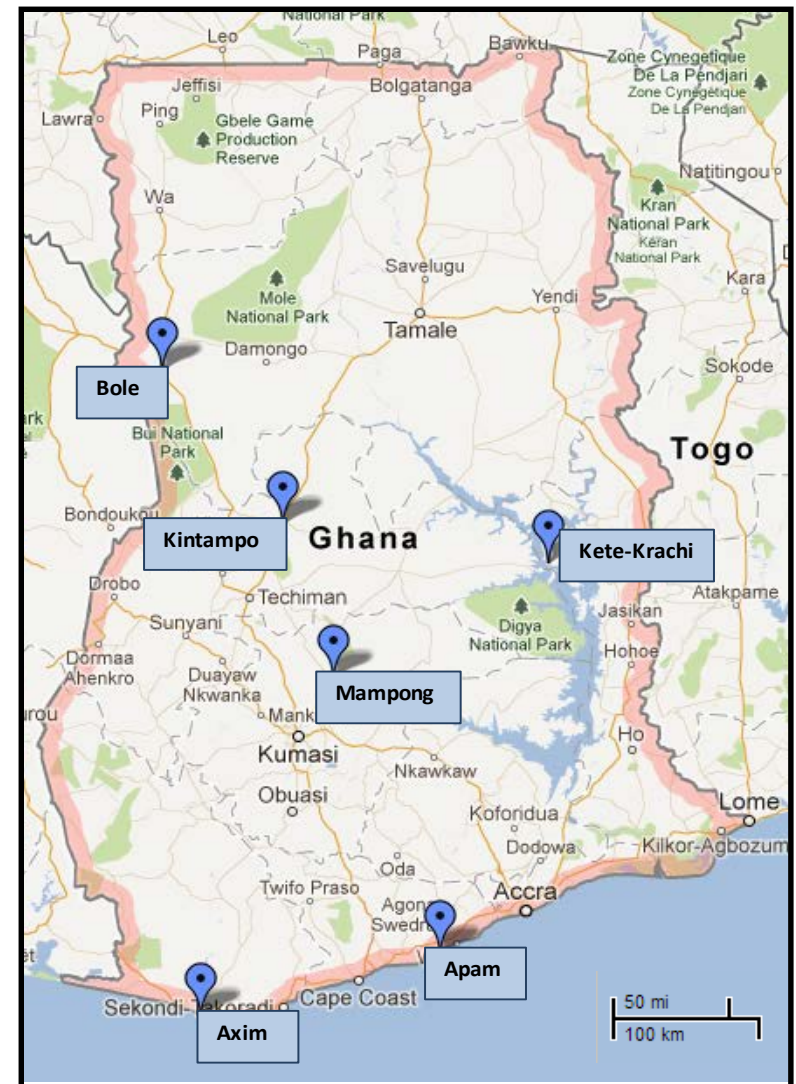 National Park
Leo
Paga
Bawku
Zone Cynegetique
De La Pendjari
Zone Cynegetique
De La Pendjari
Jeffisi
Bolgatanga
Lawra
Ping
Gbele Game
Production
Reserve
Natitingou
Wa
Kran
National Park
Keran
National Park
Savelugu
Kara
Mole
National Park
Yendi
Tamale
Damongo
Sokode
Bole
ark
Bui National
Park
Togo
Bondoukou
Kintampo
Ghana
Kete-Krachi
Drobo
Techiman
Atakpame
Jasikan
Sunyani
Digya
National Park
Dormaa
Ahenkro
Hohoe
Duayaw
Nkwanka
Mampong
urou
Mank
Ho
Kumasi
Nkawkaw
Obuasi
Lome
Koforidua
Kilkor-Agbozum
Dodowa
Oda
Twifo Praso
Accra
Agona
Swedru
Apam
Sekondi-Takoradi
Cape Coast
Axim
50 mi
100 km